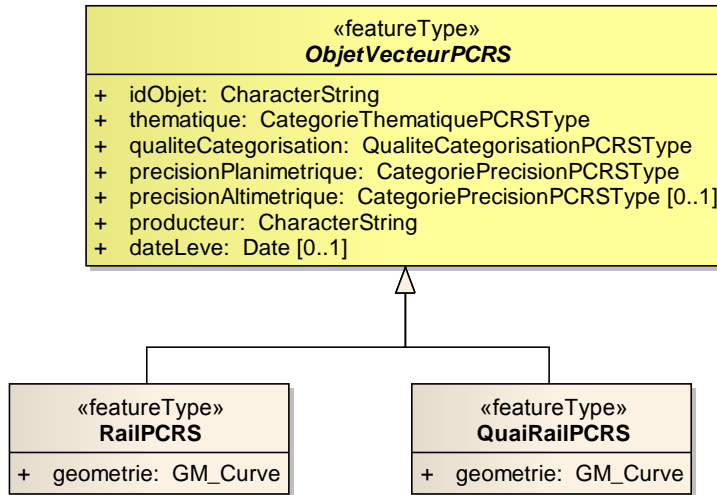 «featureType»
ObjetVecteurPCRS
+ idObjet: CharacterString
+ thematique: CategorieThematiquePCRSType
+ qualiteCategorisation: QualiteCategorisationPCRSType
+ precisionPlanimetrique: CategoriePrecisionPCRSType
+ precisionAltimetrique: CategoriePrecisionPCRSType [0..1]
+ producteur: CharacterString
+ dateLeve: Date [0..1]
«featureType»
RailPCRS
+ geometrie: GM_Curve
«featureType»
QuaiRailPCRS
+ geometrie: GM_Curve